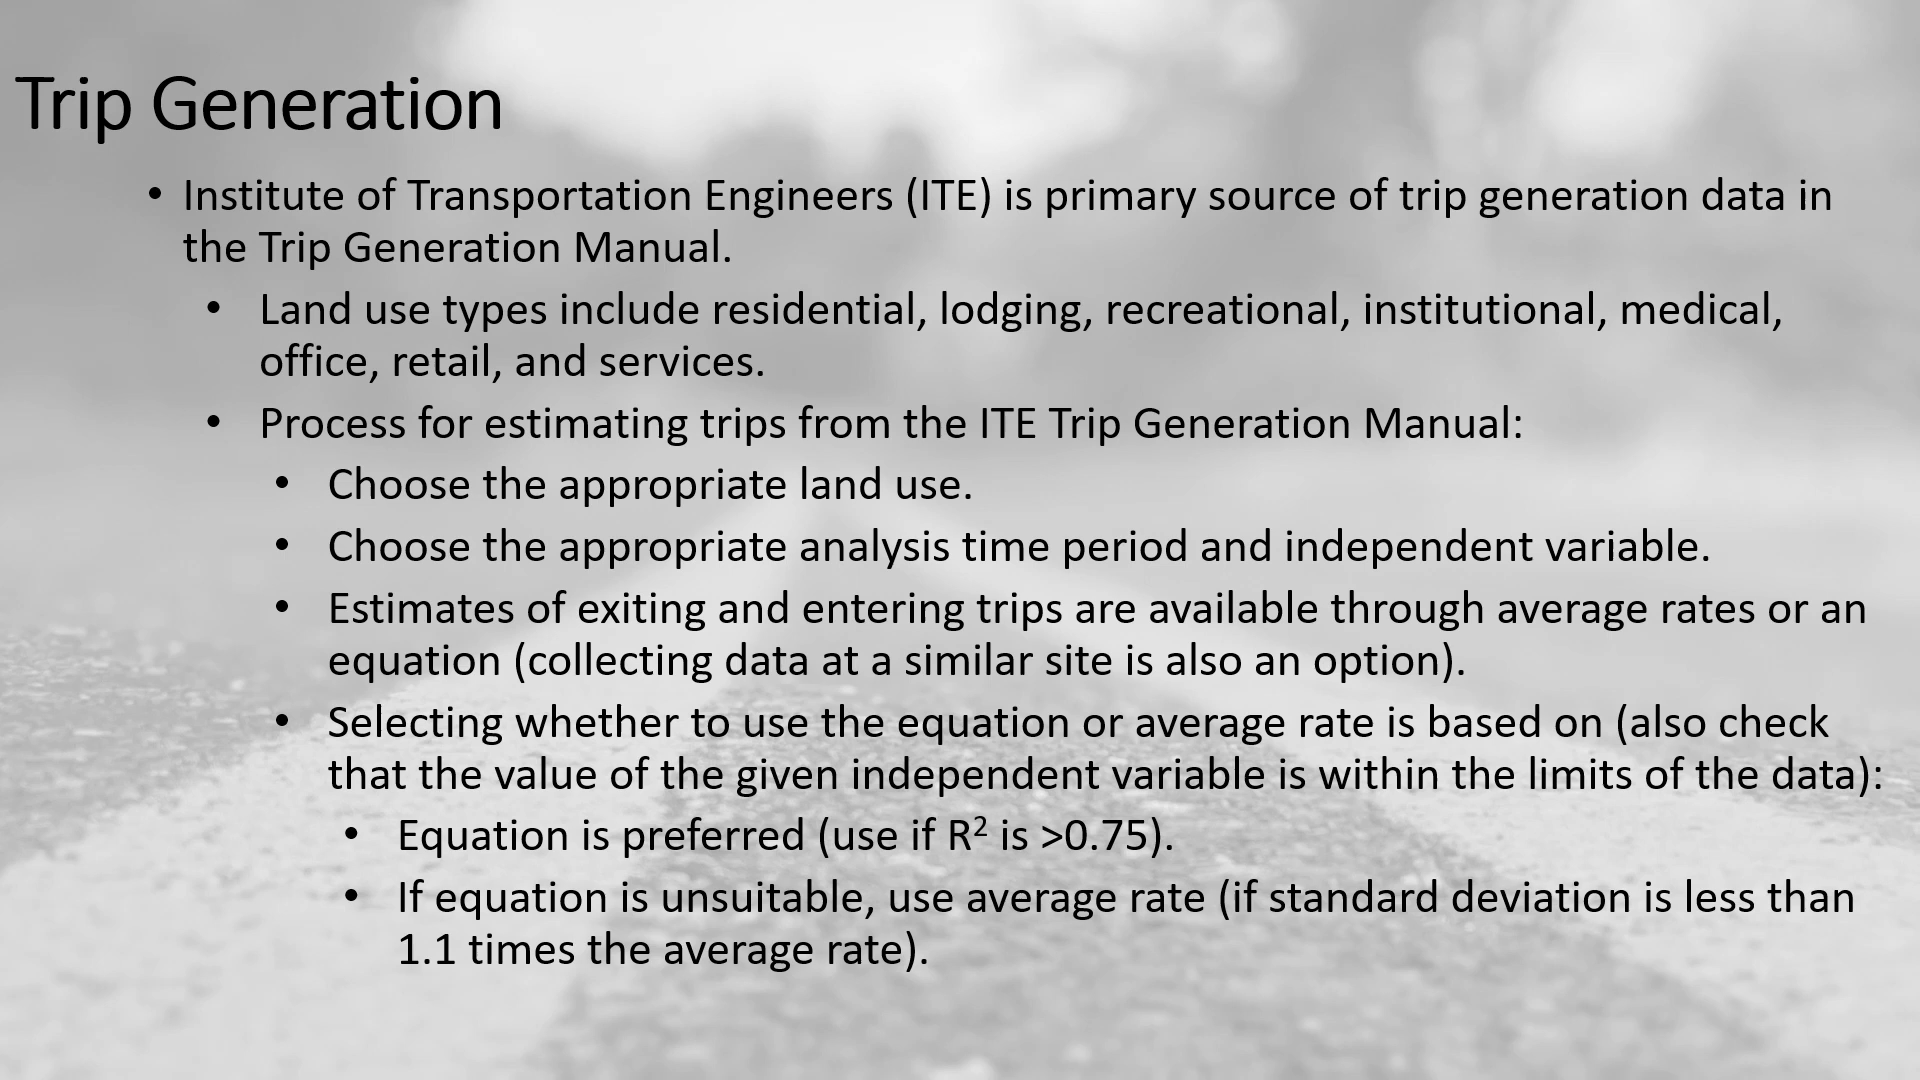 Trip Generation
• Institute of Transportation Engineers (ITE) is primary source of trip generation data in
the Trip Generation Manual.
• Land use types include residential, lodging, recreational, institutional, medical,
office, retail, and services.
• Process for estimating trips from the ITE Trip Generation Manual:
• Choose the appropriate land use.
• Choose the appropriate analysis time period and independent variable.
• Estimates of exiting and entering trips are available through average rates or an
equation (collecting data at a similar site is also an option).
• Selecting whether to use the equation or average rate is based on (also check
that the value of the given independent variable is within the limits of the data):
• Equation is preferred (use if R² is >0.75).
• If equation is unsuitable, use average rate (if standard deviation is less than
1.1 times the average rate).